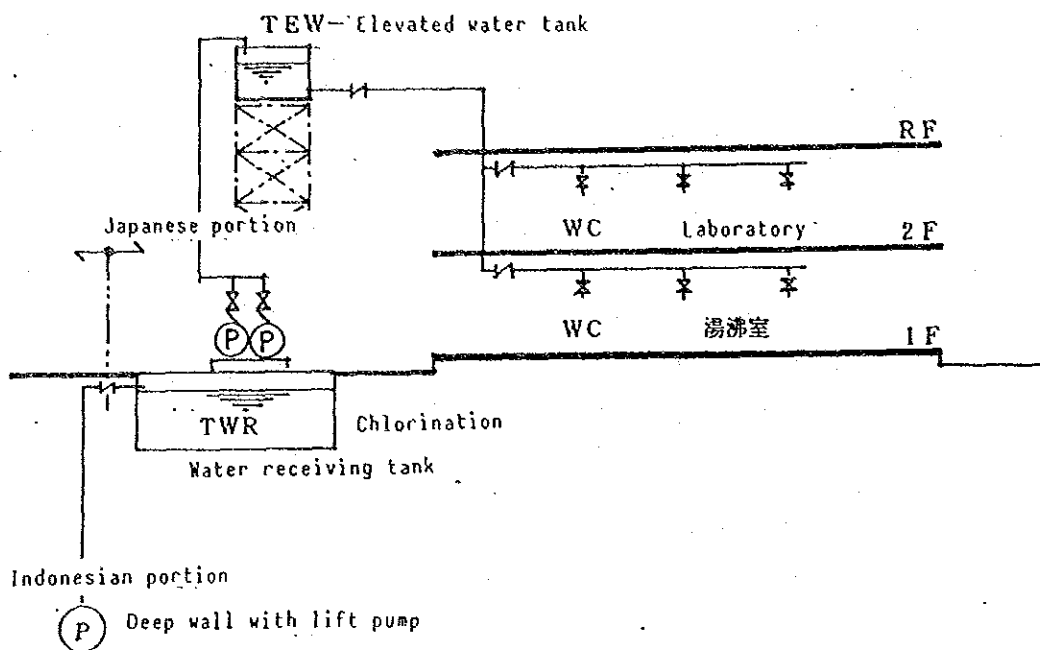 TEW-Elevated water tank
RF
Japanese portion
WC Laboratory 2F
P P
WC 湯沸室 1F
TWR Chlorination
Water receiving tank
Indonesian portion
P Deep wall with lift pump